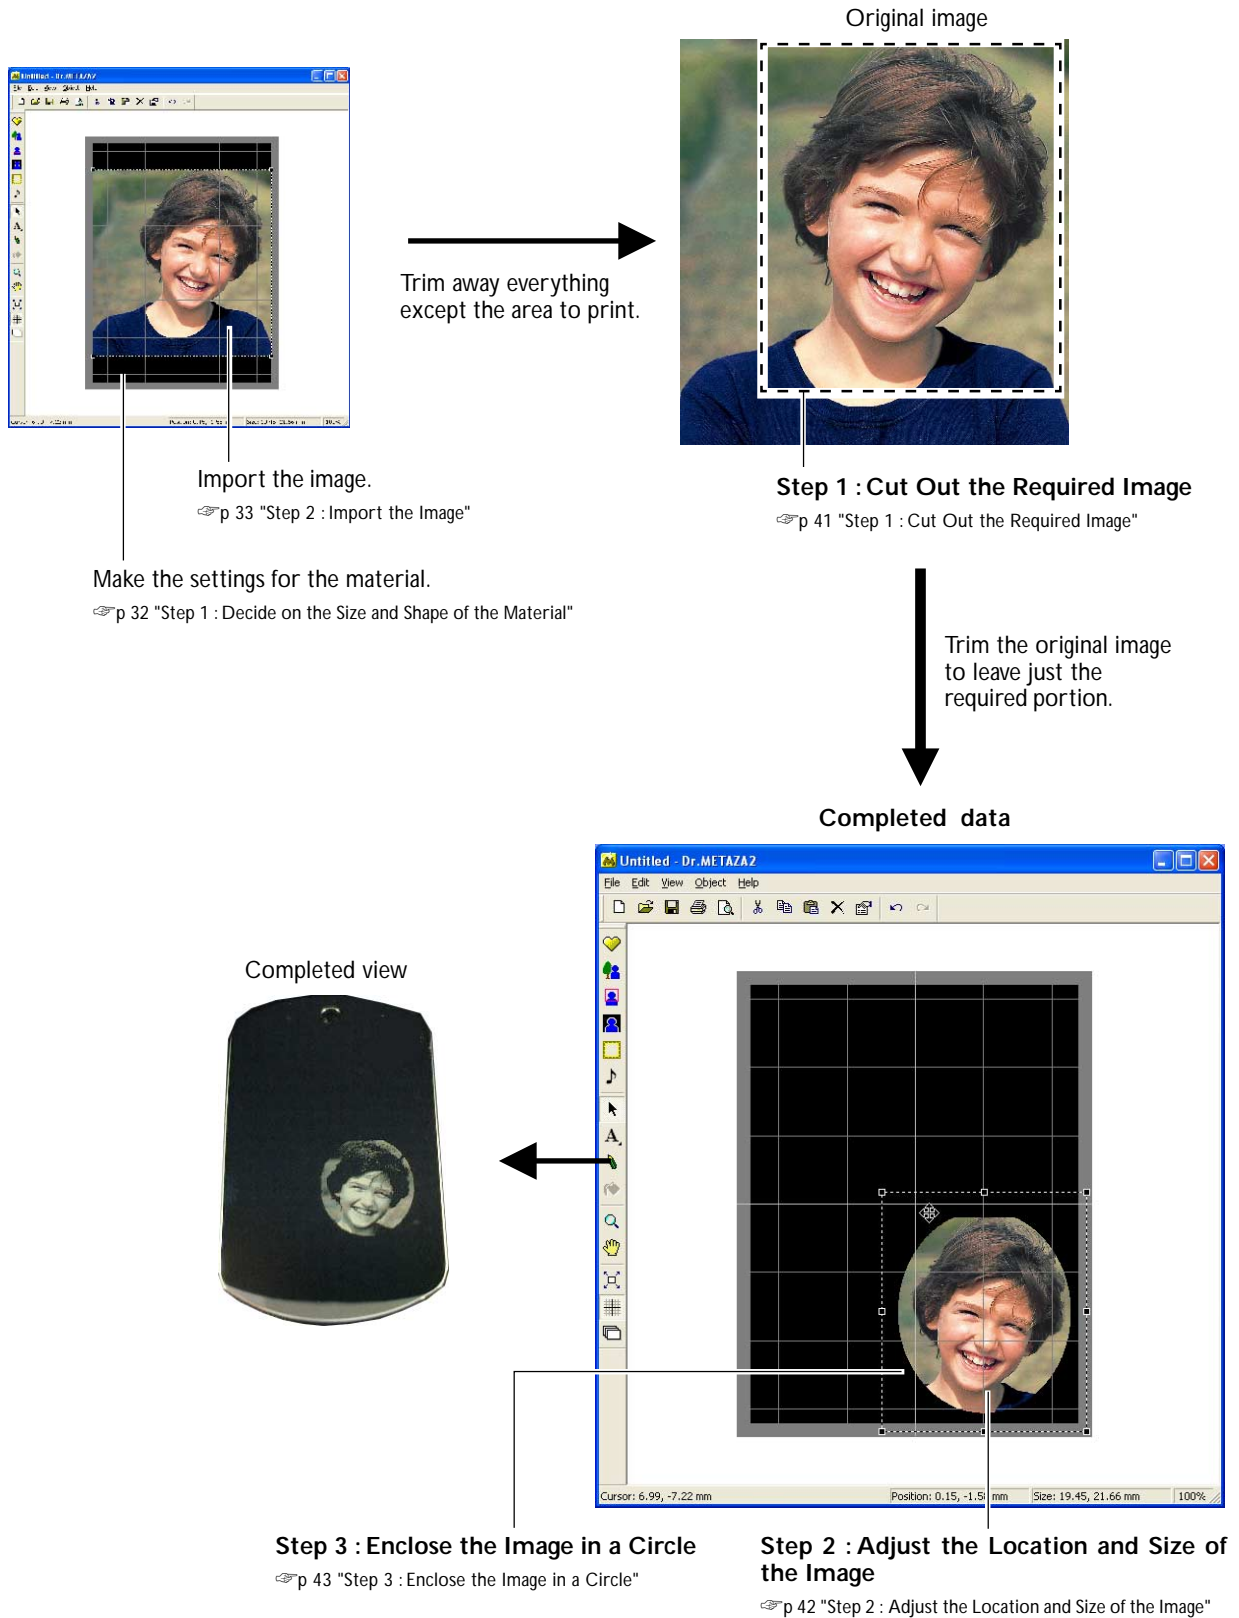 Original image
Untitled - Dr.METAZA2
Trim away everything
except the area to print.
Import the image.
☞p 33 "Step 2 : Import the Image"
Make the settings for the material.
☞p 32 "Step 1 : Decide on the Size and Shape of the Material"
Step 1 : Cut Out the Required Image
☞p 41 "Step 1 : Cut Out the Required Image"
Trim the original image
to leave just the
required portion.
Completed data
Untitled - Dr.METAZA2
File Edit View Object Help
Completed view
Cursor: 6.99, -7.22 mm
Position: 0.15, -1.58 mm
Size: 19.45, 21.66 mm
100%
Step 3 : Enclose the Image in a Circle
☞p 43 "Step 3 : Enclose the Image in a Circle"
Step 2 : Adjust the Location and Size of
the Image
☞p 42 "Step 2 : Adjust the Location and Size of the Image"